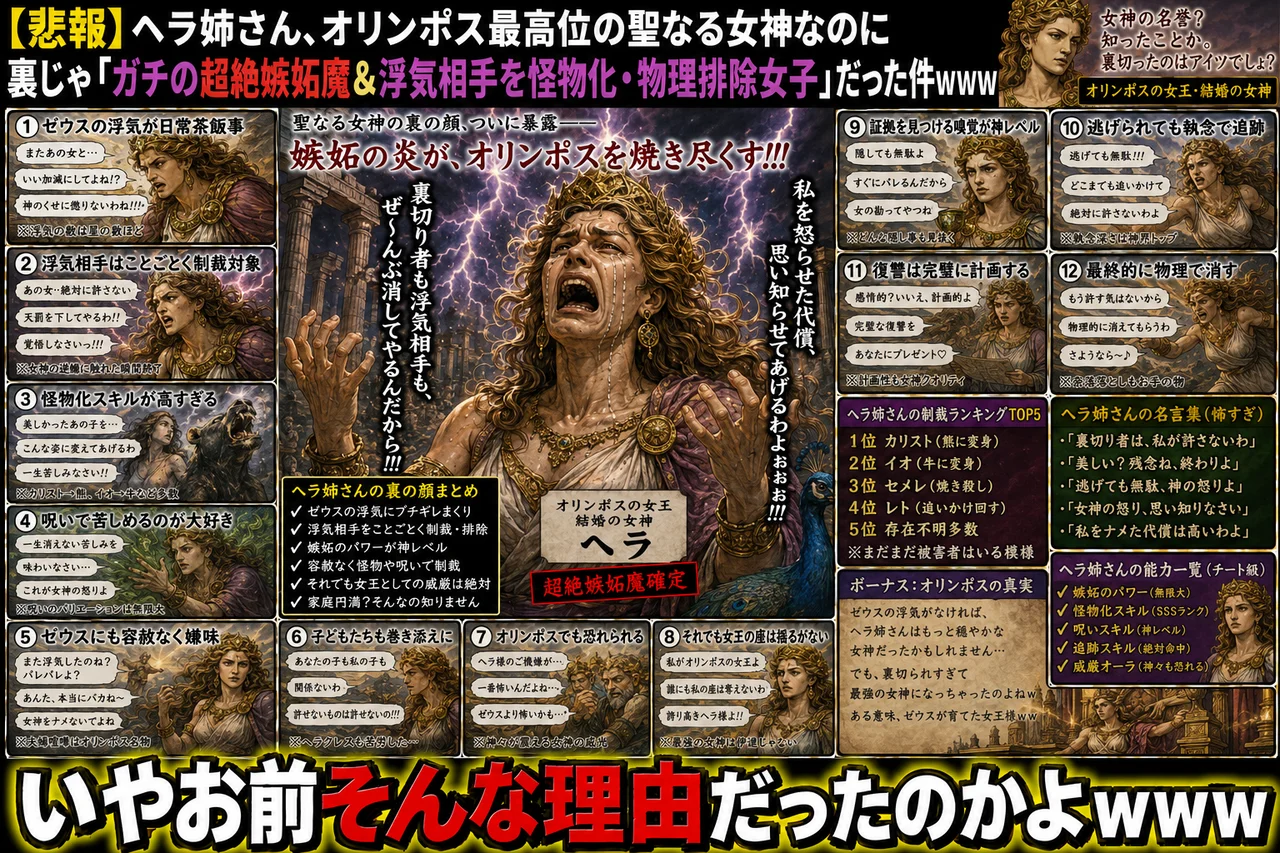 【悲報】ヘラ姉さん、オリンポス最高位の聖なる女神なのに
裏じゃ「ガチの超絶嫉妬魔&浮気相手を怪物化・物理排除女子」だった件www
女神の名誉?
知ったことか。
裏切ったのはアイツでしょ?
オリンポスの女王・結婚の女神
① ゼウスの浮気が日常茶飯事
またあの女と…
いい加減にしてよね!?
神のくせに懲りないわね!!!
※浮気の数は星の数ほど
② 浮気相手はことごとく制裁対象
あの女…絶対に許さない
天罰を下してやるわ!!
覚悟しなさいっ!!!
※女神の逆鱗に触れた瞬間終了
③ 怪物化スキルが高すぎる
美しかったあの子を…
こんな姿に変えてあげるわ
一生苦しみなさい!!
※カリスト→熊、イオ→牛など多数
④ 呪いで苦しめるのが大好き
一生消えない苦しみを
味わいなさい…
これが女神の怒りよ
※呪いのバリエーションは無限大
⑤ ゼウスにも容赦なく嫌味
また浮気したのね?
バレバレよ?
あんた、本当にバカね〜
女神をナメないでよね
※夫婦喧嘩はオリンポス名物
聖なる女神の裏の顔、ついに暴露――
嫉妬の炎が、オリンポスを焼き尽くす!!!
裏切り者も浮気相手も、
ぜ〜んぶ消してやるんだから!!!
私を怒らせた代償、
思い知らせてあげるわよぉぉぉ!!!
ヘラ姉さんの裏の顔まとめ
✓ ゼウスの浮気にブチギレまくり
✓ 浮気相手をことごとく制裁・排除
✓ 嫉妬のパワーが神レベル
✓ 容赦なく怪物や呪いで制裁
✓ それでも女王としての威厳は絶対
✓ 家庭円満?そんなの知りません
オリンポスの女王
結婚の女神
ヘラ
超絶嫉妬魔確定
⑥ 子どもたちも巻き添えに
あなたの子も私の子も
関係ないわ
許せないものは許せないの!!!
※ヘラクレスも苦労した…
⑦ オリンポスでも恐れられる
ヘラ様のご機嫌が…
一番怖いんだよね…
ゼウスより怖いかも…
※神々が震える女神の威光
⑧ それでも女王の座は揺るがない
私がオリンポスの女王よ
誰にも私の座は奪えないわ
誇り高きヘラ様よ!!
※最強の女神は伊達じゃない
⑨ 証拠を見つける嗅覚が神レベル
隠しても無駄よ
すぐにバレるんだから
女の勘ってやつね
※どんな隠し事も見抜く
⑩ 逃げられても執念で追跡
逃げても無駄!!!
どこまでも追いかけて
絶対に許さないわよ
※執念深さは神界トップ
⑪ 復讐は完璧に計画する
感情的?いいえ、計画的よ
完璧な復讐を
あなたにプレゼント♡
※計画性も女神クオリティ
⑫ 最終的に物理で消す
もう許す気はないから
物理的に消えてもらうわ
さようなら〜♪
※奈落落としもお手の物
ヘラ姉さんの制裁ランキングTOP5
1位 カリスト(熊に変身)
2位 イオ(牛に変身)
3位 セメレ(焼き殺し)
4位 レト(追いかけ回す)
5位 存在不明多数
※まだまだ被害者はいる模様
ヘラ姉さんの名言集(怖すぎ)
・「裏切り者は、私が許さないわ」
・「美しい?残念ね、終わりよ」
・「逃げても無駄、神の怒りよ」
・「女神の怒り、思い知りなさい」
・「私をナメた代償は高いわよ」
ボーナス:オリンポスの真実
ゼウスの浮気がなければ、
ヘラ姉さんはもっと穏やかな
女神だったかもしれません…
でも、裏切られすぎて
最強の女神になっちゃったのよねw
ある意味、ゼウスが育てた女王様ww
ヘラ姉さんの能力一覧(チート級)
✓ 嫉妬のパワー(無限大)
✓ 怪物化スキル(SSSランク)
✓ 呪いスキル(神レベル)
✓ 追跡スキル(絶対命中)
✓ 威厳オーラ(神々も恐れる)
いやお前そんな理由だったのかよwww